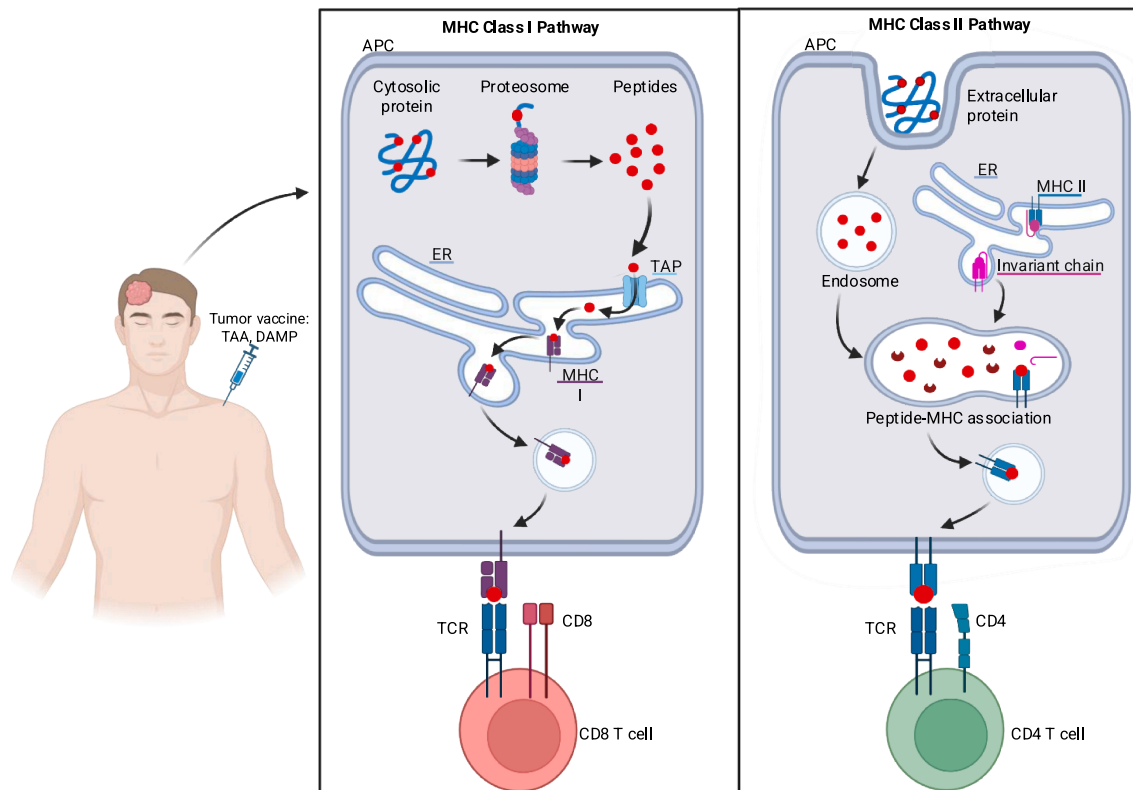 Tumor vaccine:
TAA, DAMP
MHC Class I Pathway
APC
Cytosolic
protein
Proteosome
Peptides
ER
TAP
MHC
I
TCR
CD8
CD8 T cell
MHC Class II Pathway
APC
Extracellular
protein
ER
MHC II
Invariant chain
Endosome
Peptide-MHC association
TCR
CD4
CD4 T cell